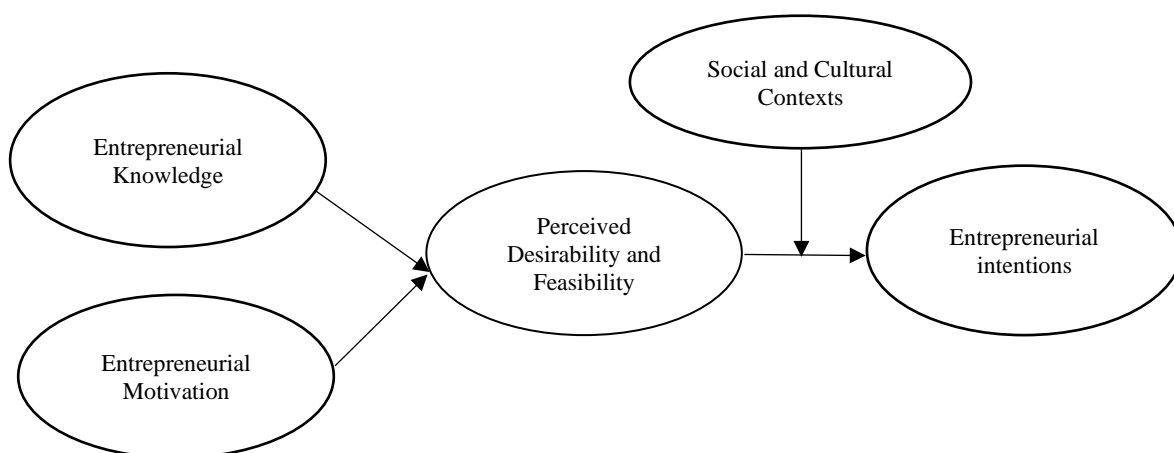 Social and Cultural
Contexts
Entrepreneurial
Knowledge
Perceived
Desirability and
Feasibility
Entrepreneurial
intentions
Entrepreneurial
Motivation